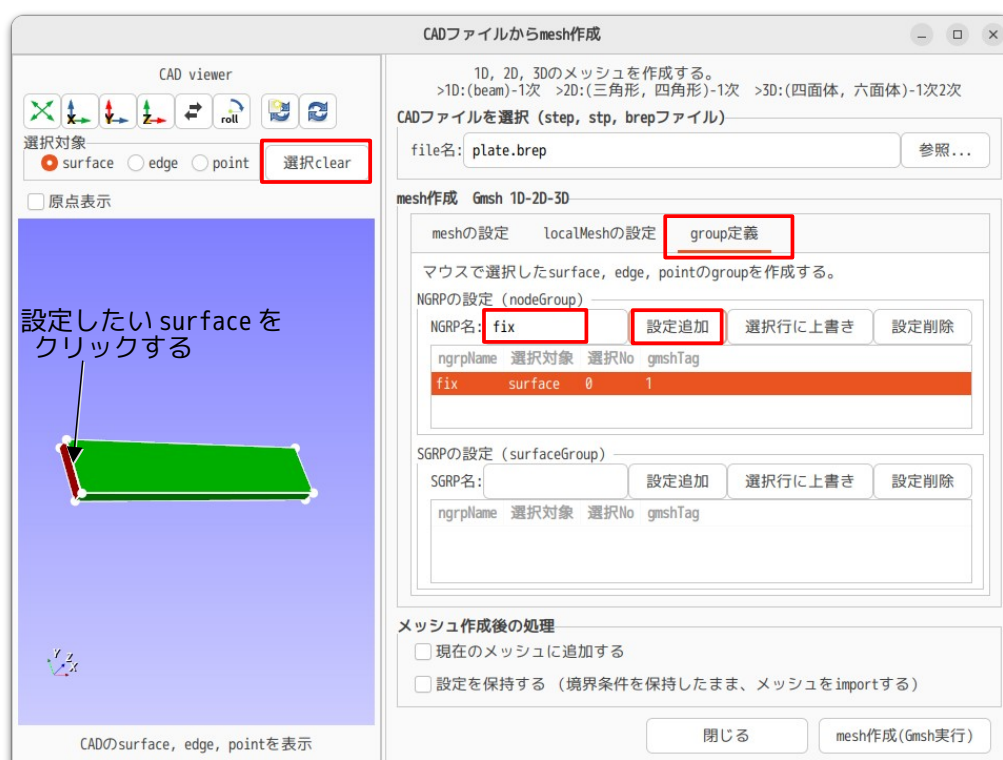 CADファイルからmesh作成
CAD viewer
X
Y
Z
roll
選択対象
surface edge point 選択clear
原点表示
設定したい surface を
クリックする
Y Z X
CADのsurface, edge, pointを表示
1D, 2D, 3Dのメッシュを作成する。
>1D:(beam)-1次 >2D:(三角形, 四角形)-1次 >3D:(四面体, 六面体)-1次2次
CADファイルを選択 (step, stp, brepファイル)
file名: plate.brep 参照...
mesh作成 Gmsh 1D-2D-3D
meshの設定 localMeshの設定 group定義
マウスで選択したsurface, edge, pointのgroupを作成する。
NGRPの設定 (nodeGroup)
NGRP名: fix 設定追加 選択行に上書き 設定削除
ngrpName 選択対象 選択No gmshTag
fix surface 0 1
SGRPの設定 (surfaceGroup)
SGRP名: 設定追加 選択行に上書き 設定削除
ngrpName 選択対象 選択No gmshTag
メッシュ作成後の処理
現在のメッシュに追加する
設定を保持する (境界条件を保持したまま、メッシュをimportする)
閉じる mesh作成(Gmsh実行)